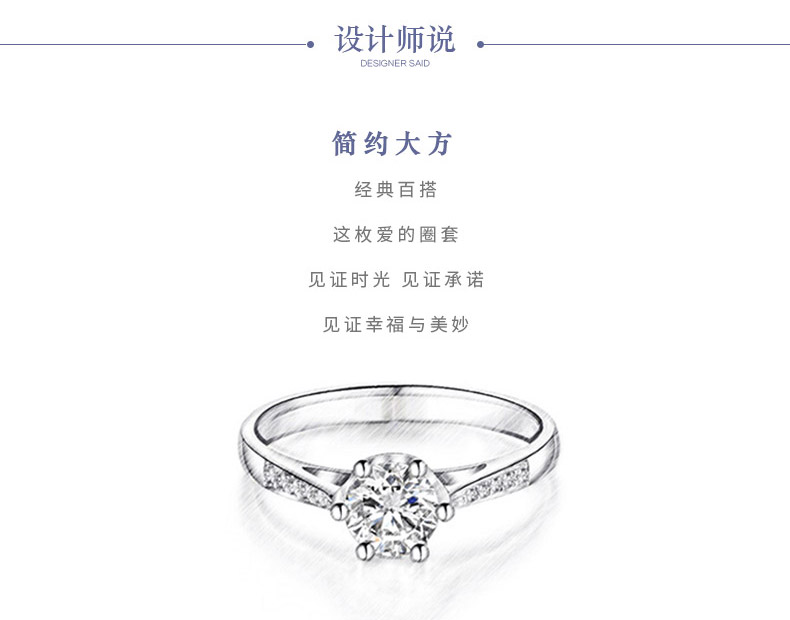 设计师说
DESIGNER SAID
简约大方
经典百搭
这枚爱的圈套
见证时光 见证承诺
见证幸福与美妙